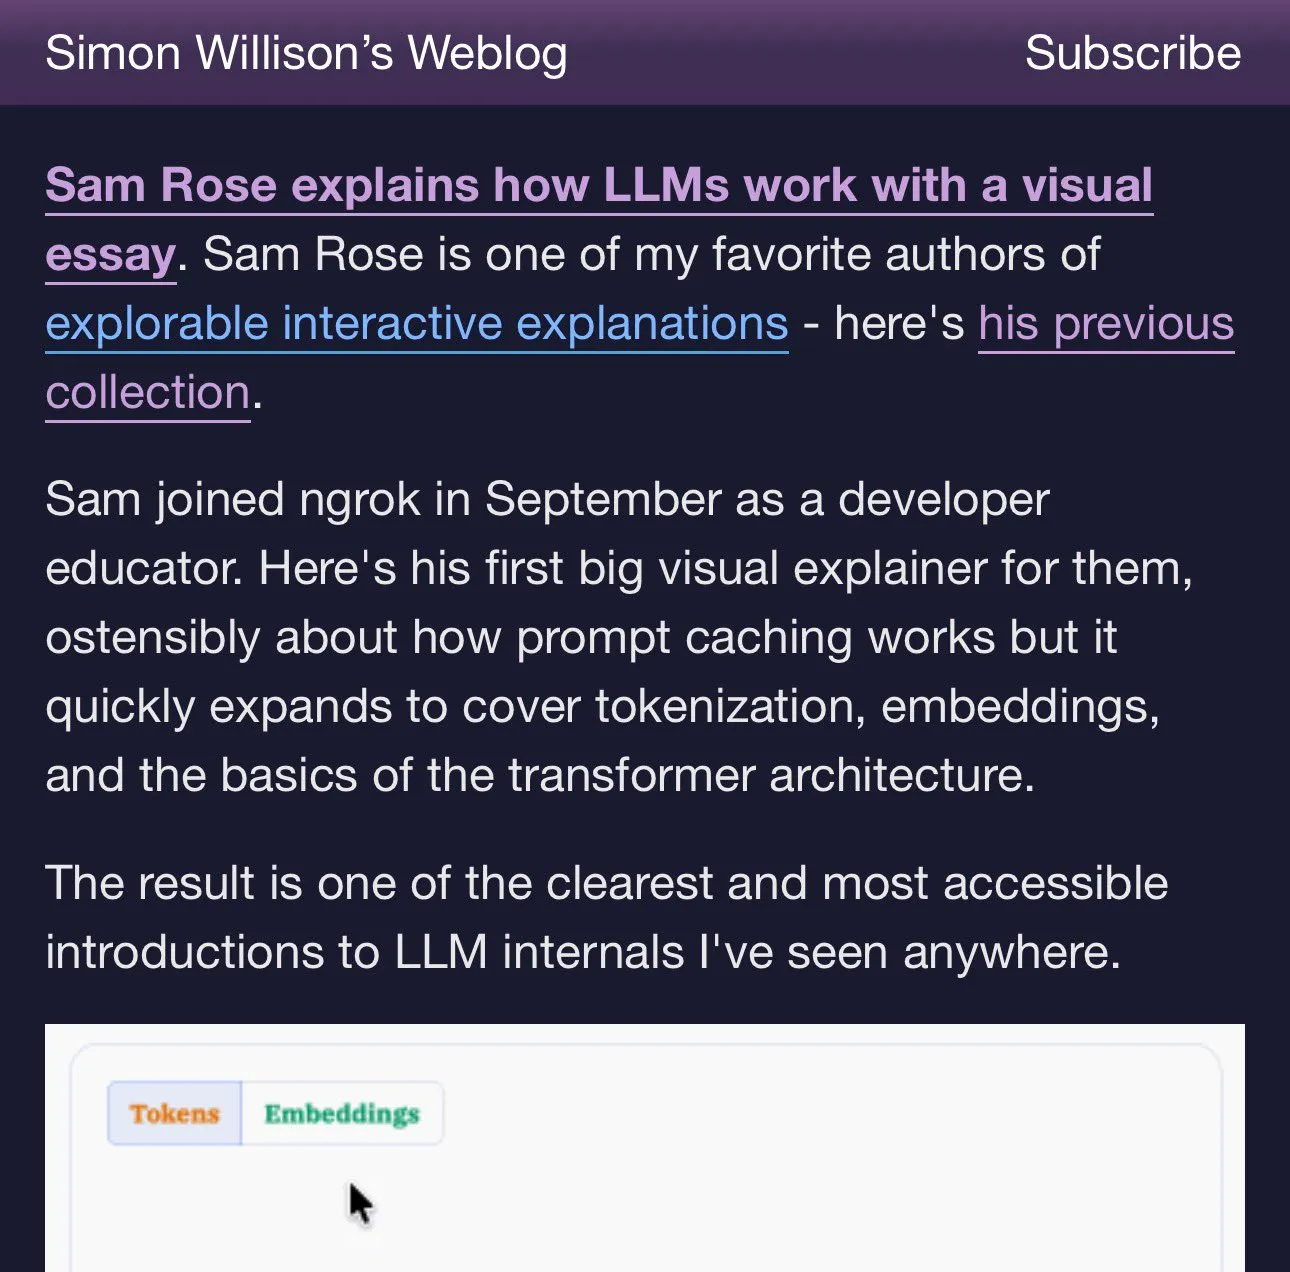 Simon Willison’s Weblog
Subscribe
Sam Rose explains how LLMs work with a visual
essay. Sam Rose is one of my favorite authors of
explorable interactive explanations - here's his previous
collection.
Sam joined ngrok in September as a developer
educator. Here's his first big visual explainer for them,
ostensibly about how prompt caching works but it
quickly expands to cover tokenization, embeddings,
and the basics of the transformer architecture.
The result is one of the clearest and most accessible
introductions to LLM internals I've seen anywhere.
Tokens
Embeddings